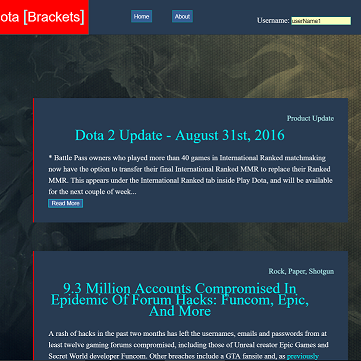 ota [Brackets]
Home
About
Username: userName1
Product Update
Dota 2 Update - August 31st, 2016
* Battle Pass owners who played more than 40 games in International Ranked matchmaking
now have the option to transfer their final International Ranked MMR to replace their Ranked
MMR. This appears under the International Ranked tab inside Play Dota, and will be available
for the next couple of week...
Read More
Rock, Paper, Shotgun
9.3 Million Accounts Compromised In
Epidemic Of Forum Hacks: Funcom, Epic,
And More
A rash of hacks in the past two months has left the usernames, emails and passwords from at
least twelve gaming forums compromised, including those of Unreal creator Epic Games and
Secret World developer Funcom. Other breaches include a GTA fansite and, as previously